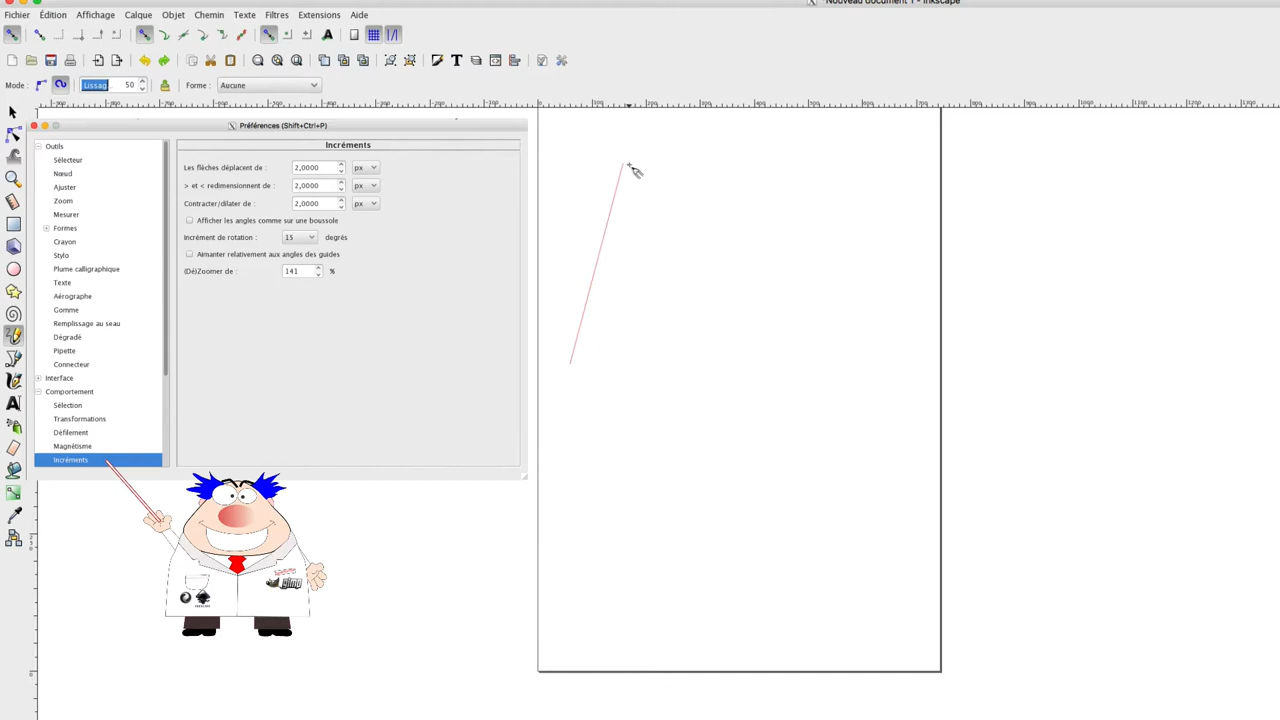 *Nouveau document 1 - Inkscape
Fichier Édition Affichage Calque Objet Chemin Texte Filtres Extensions Aide
Mode : Lissag 50 Forme : Aucune
Préférences (Shift+Ctrl+P)
Outils
Sélecteur
Nœud
Ajuster
Zoom
Mesurer
Formes
Crayon
Stylo
Plume calligraphique
Texte
Aérographe
Gomme
Remplissage au seau
Dégradé
Pipette
Connecteur
Interface
Comportement
Sélection
Transformations
Défilement
Magnétisme
Incréments
Incréments
Les flèches déplacent de : 2,0000 px
> et < redimensionnent de : 2,0000 px
Contracter/dilater de : 2,0000 px
Afficher les angles comme sur une boussole
Incrément de rotation : 15 degrés
Aimanter relativement aux angles des guides
(Dé)Zoomer de : 141 %